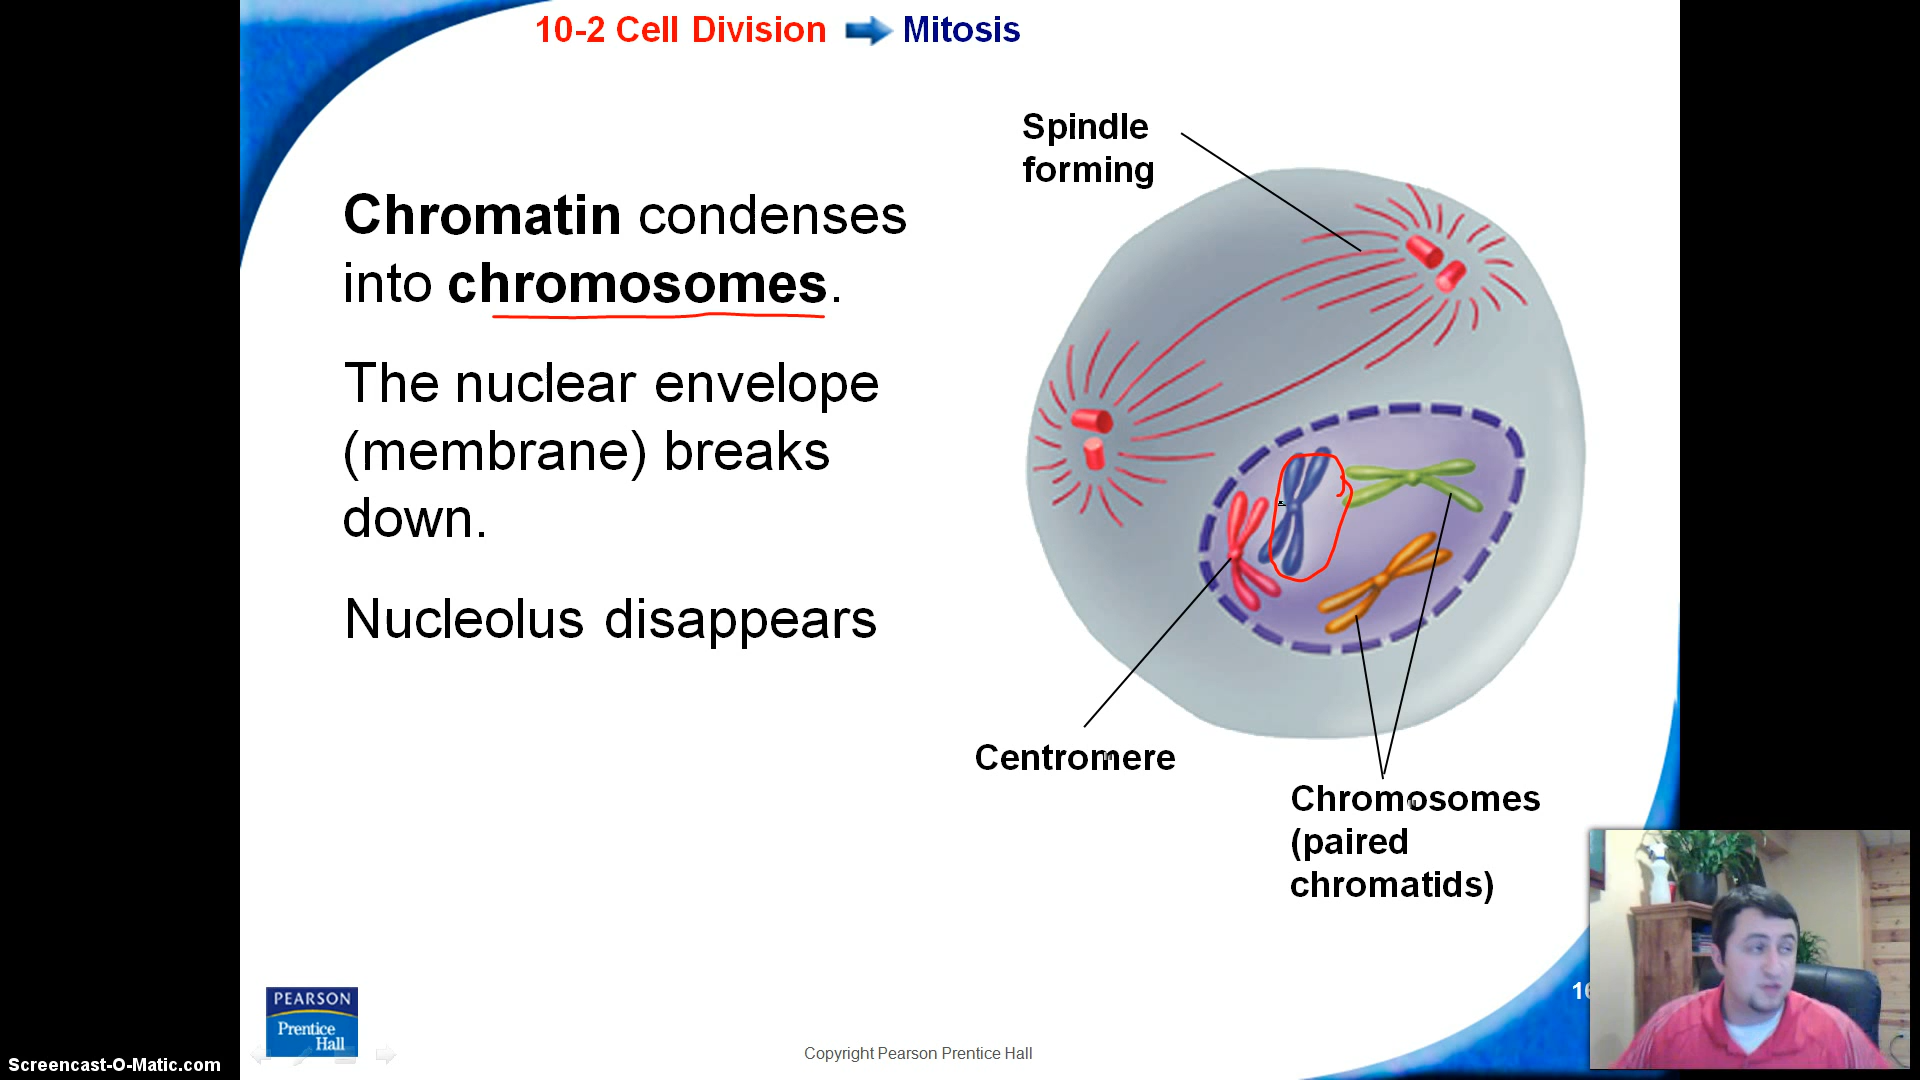 10-2 Cell Division Mitosis
Spindle
forming
Chromatin condenses
into chromosomes.
The nuclear envelope
(membrane) breaks
down.
Nucleolus disappears
Centromere
Chromosomes
(paired
chromatids)
PEARSON
Prentice
Hall
Copyright Pearson Prentice Hall
Screencast-O-Matic.com